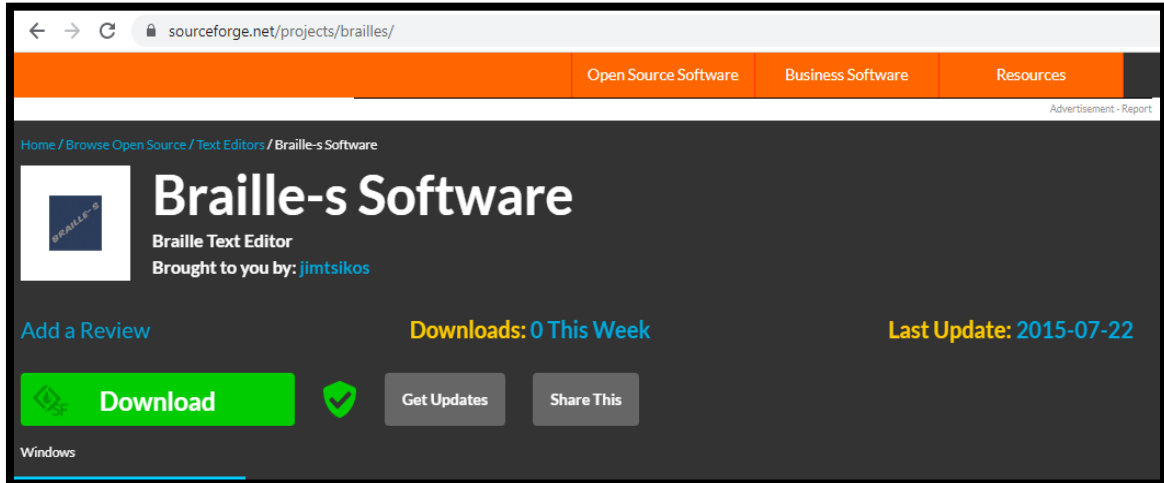 sourceforge.net/projects/brailles/
Open Source Software Business Software Resources
Advertisement - Report
Home / Browse Open Source / Text Editors / Braille-s Software
BRAILLE-S
Braille-s Software
Braille Text Editor
Brought to you by: jimtsikos
Add a Review Downloads: 0 This Week Last Update: 2015-07-22
SF Download Get Updates Share This
Windows